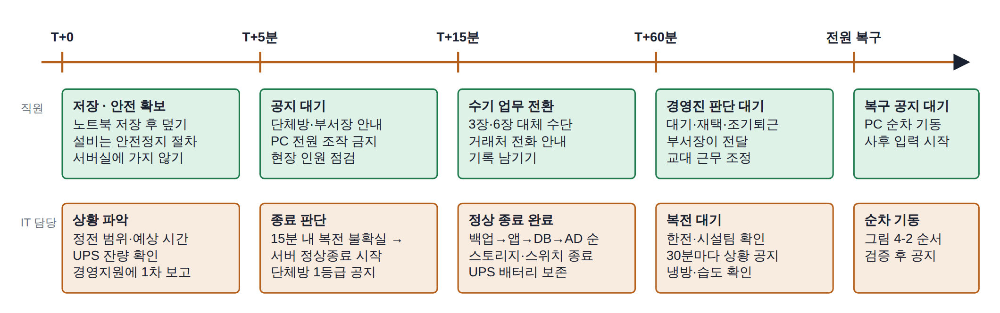 T+0
T+5분
T+15분
T+60분
전원 복구
직원
저장 · 안전 확보
노트북 저장 후 덮기
설비는 안전정지 절차
서버실에 가지 않기
공지 대기
단체방·부서장 안내
PC 전원 조작 금지
현장 인원 점검
수기 업무 전환
3장·6장 대체 수단
거래처 전화 안내
기록 남기기
경영진 판단 대기
대기·재택·조기퇴근
부서장이 전달
교대 근무 조정
복구 공지 대기
PC 순차 기동
사후 입력 시작
IT 담당
상황 파악
정전 범위·예상 시간
UPS 잔량 확인
경영지원에 1차 보고
종료 판단
15분 내 복전 불확실 →
서버 정상종료 시작
단체방 1등급 공지
정상 종료 완료
백업→앱→DB→AD 순
스토리지·스위치 종료
UPS 배터리 보존
복전 대기
한전·시설팀 확인
30분마다 상황 공지
냉방·습도 확인
순차 기동
그림 4-2 순서
검증 후 공지